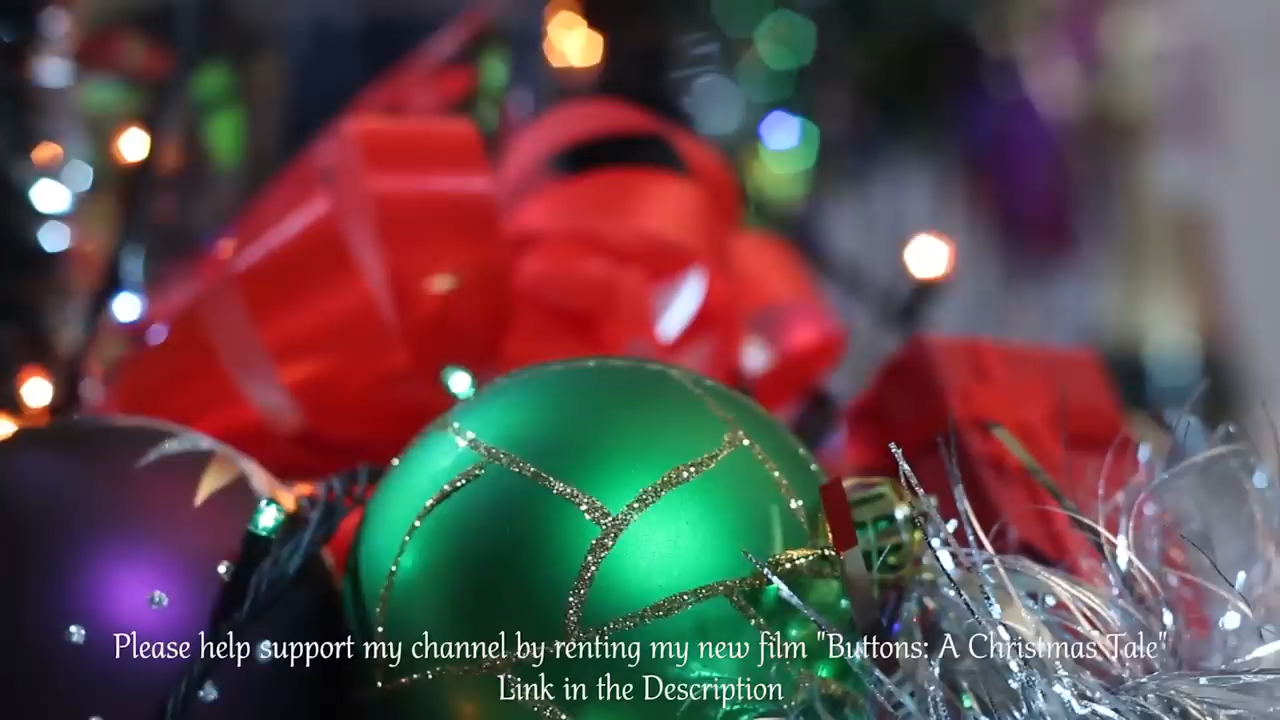 Please help support my channel by renting my new film "Buttons: A Christmas Tale"
Link in the Description